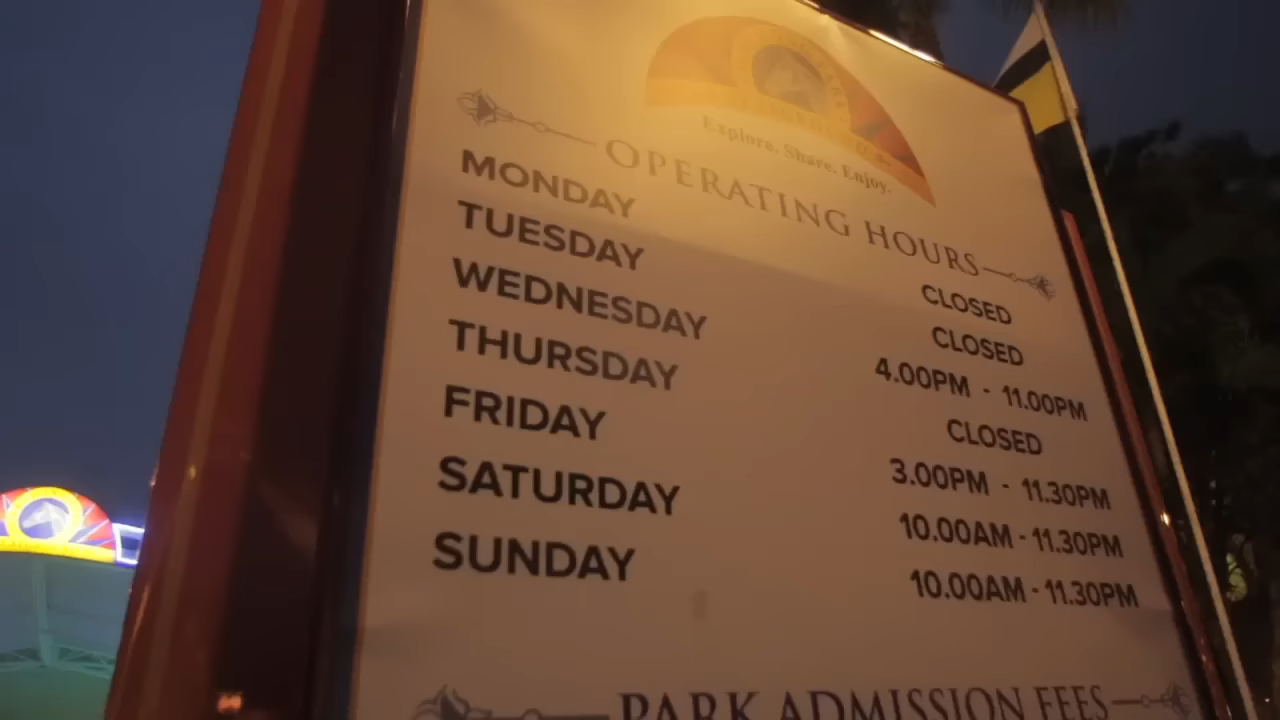 Explore. Share. Enjoy.
OPERATING HOURS
MONDAY CLOSED
TUESDAY CLOSED
WEDNESDAY 4.00PM - 11.00PM
THURSDAY CLOSED
FRIDAY 3.00PM - 11.30PM
SATURDAY 10.00AM - 11.30PM
SUNDAY 10.00AM - 11.30PM
PARK ADMISSION FEES